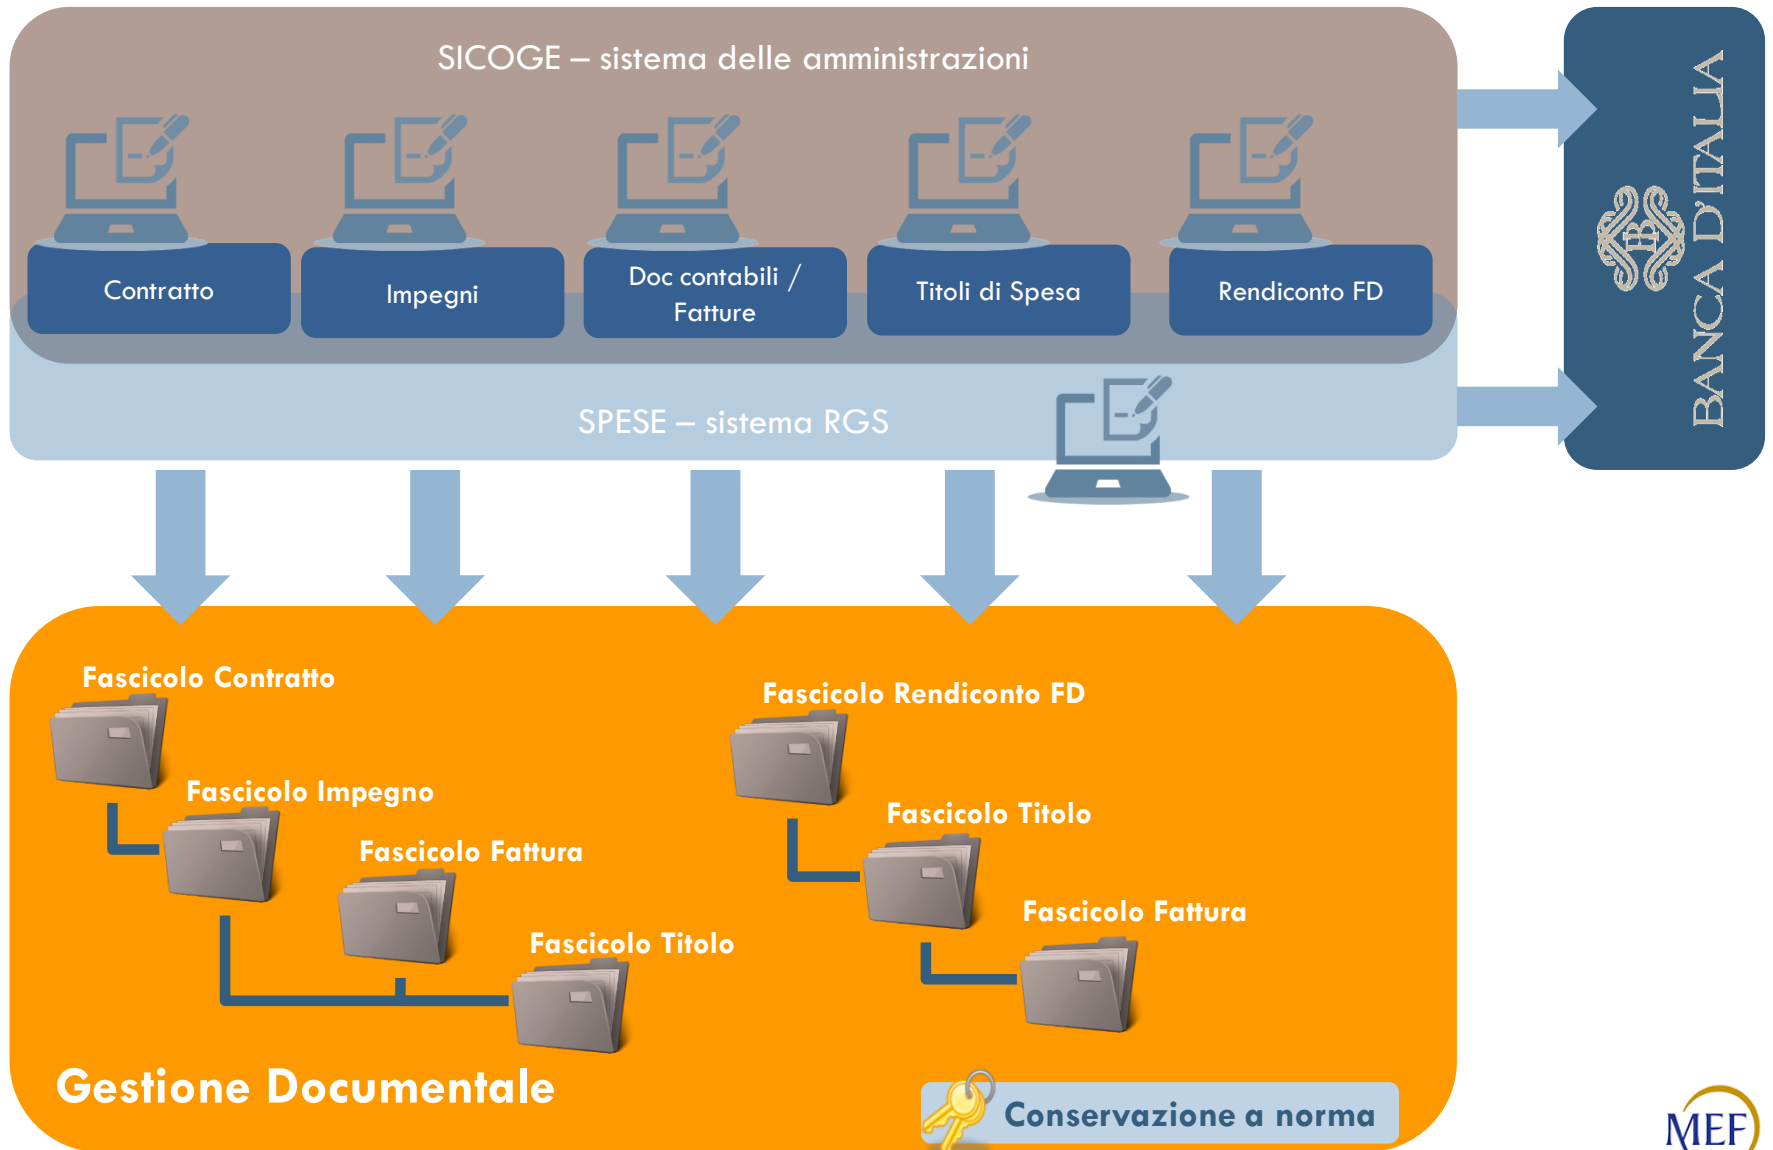 SICOGE – sistema delle amministrazioni
Contratto
Impegni
Doc contabili /
Fatture
Titoli di Spesa
Rendiconto FD
SPESE – sistema RGS
BANCA D'ITALIA
BI
Fascicolo Contratto
Fascicolo Impegno
Fascicolo Fattura
Fascicolo Titolo
Fascicolo Rendiconto FD
Fascicolo Titolo
Fascicolo Fattura
Gestione Documentale
Conservazione a norma
MEF